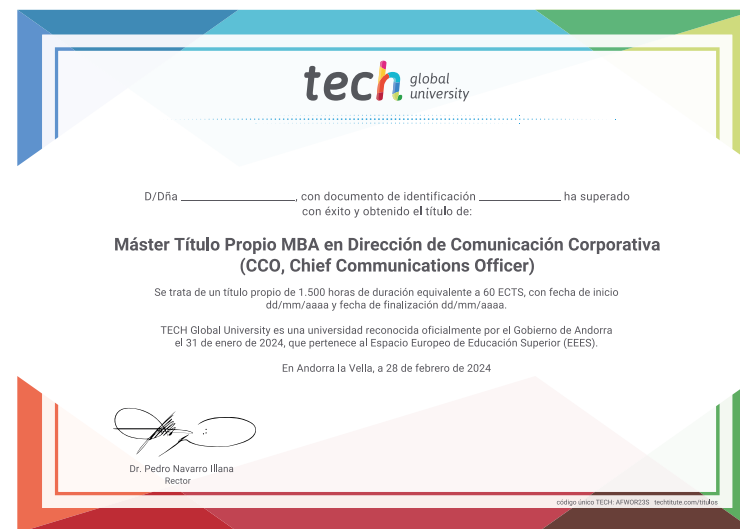 tech global university
D/Dña ____________, con documento de identificación ____________ ha superado
con éxito y obtenido el título de:
Máster Título Propio MBA en Dirección de Comunicación Corporativa
(CCO, Chief Communications Officer)
Se trata de un título propio de 1.500 horas de duración equivalente a 60 ECTS, con fecha de inicio
dd/mm/aaaa y fecha de finalización dd/mm/aaaa.
TECH Global University es una universidad reconocida oficialmente por el Gobierno de Andorra
el 31 de enero de 2024, que pertenece al Espacio Europeo de Educación Superior (EEES).
En Andorra la Vella, a 28 de febrero de 2024
Dr. Pedro Navarro Illana
Rector
código único TECH: AFWOR23S techtitute.com/titulos